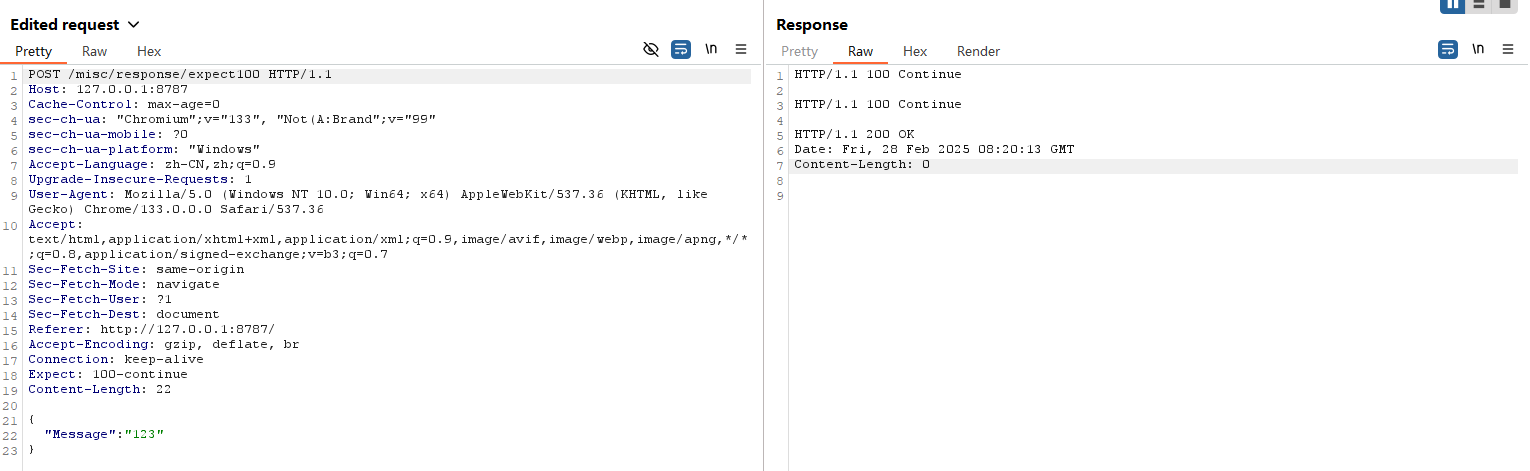 Edited request
Pretty Raw Hex
\n
1 POST /misc/response/expect100 HTTP/1.1
2 Host: 127.0.0.1:8787
3 Cache-Control: max-age=0
4 sec-ch-ua: "Chromium";v="133", "Not(A:Brand";v="99"
5 sec-ch-ua-mobile: ?0
6 sec-ch-ua-platform: "Windows"
7 Accept-Language: zh-CN,zh;q=0.9
8 Upgrade-Insecure-Requests: 1
9 User-Agent: Mozilla/5.0 (Windows NT 10.0; Win64; x64) AppleWebKit/537.36 (KHTML, like
Gecko) Chrome/133.0.0.0 Safari/537.36
10 Accept:
text/html,application/xhtml+xml,application/xml;q=0.9,image/avif,image/webp,image/apng,*/*
;q=0.8,application/signed-exchange;v=b3;q=0.7
11 Sec-Fetch-Site: same-origin
12 Sec-Fetch-Mode: navigate
13 Sec-Fetch-User: ?1
14 Sec-Fetch-Dest: document
15 Referer: http://127.0.0.1:8787/
16 Accept-Encoding: gzip, deflate, br
17 Connection: keep-alive
18 Expect: 100-continue
19 Content-Length: 22
20
21 {
22 "Message":"123"
23 }
Response
Pretty Raw Hex Render
\n
1 HTTP/1.1 100 Continue
2
3 HTTP/1.1 100 Continue
4
5 HTTP/1.1 200 OK
6 Date: Fri, 28 Feb 2025 08:20:13 GMT
7 Content-Length: 0
8
9